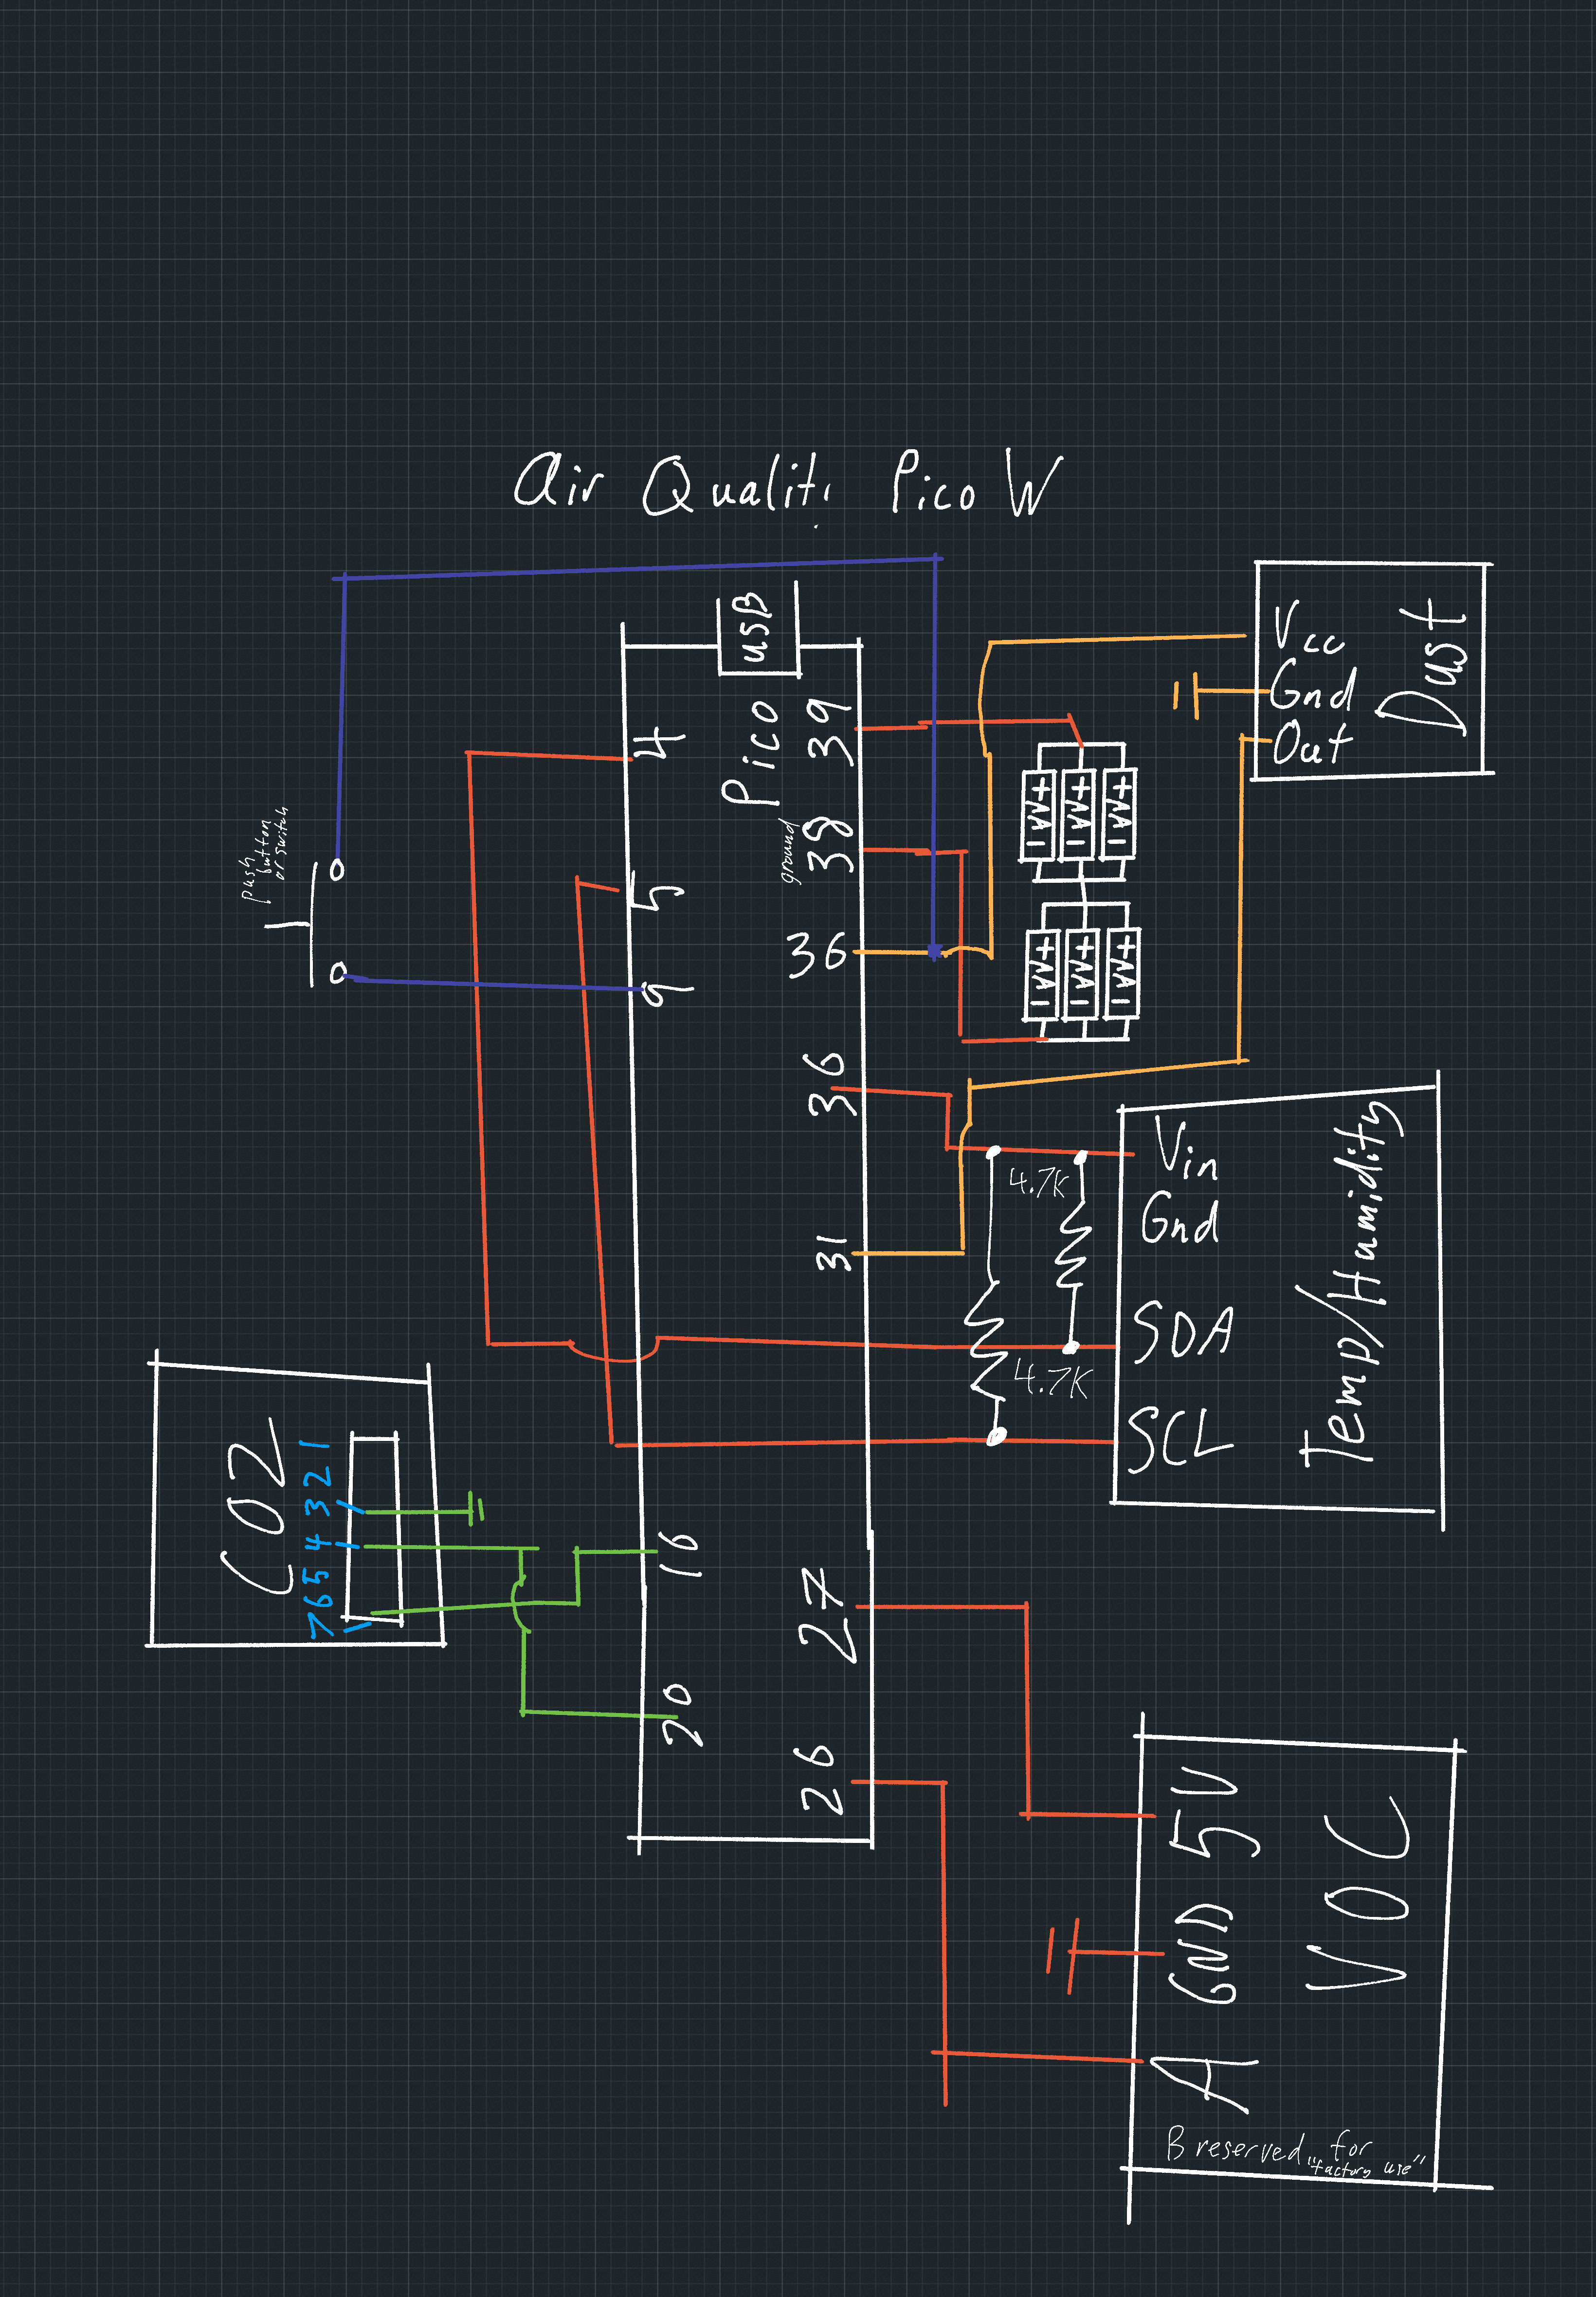 Air Qualiti Pico W
USB
Pico
4
5
9
16
20
39
38
ground
36
36
31
27
26
push
button
or switch
+AA-
+AA-
+AA-
+AA-
+AA-
+AA-
Vcc
Gnd
Out
Dust
Vin
Gnd
SDA
SCL
Temp/Humidity
4.7K
4.7K
CO2
7 6 5 4 3 2 1
5V
GND
A
VOC
B reserved for
"factory use"